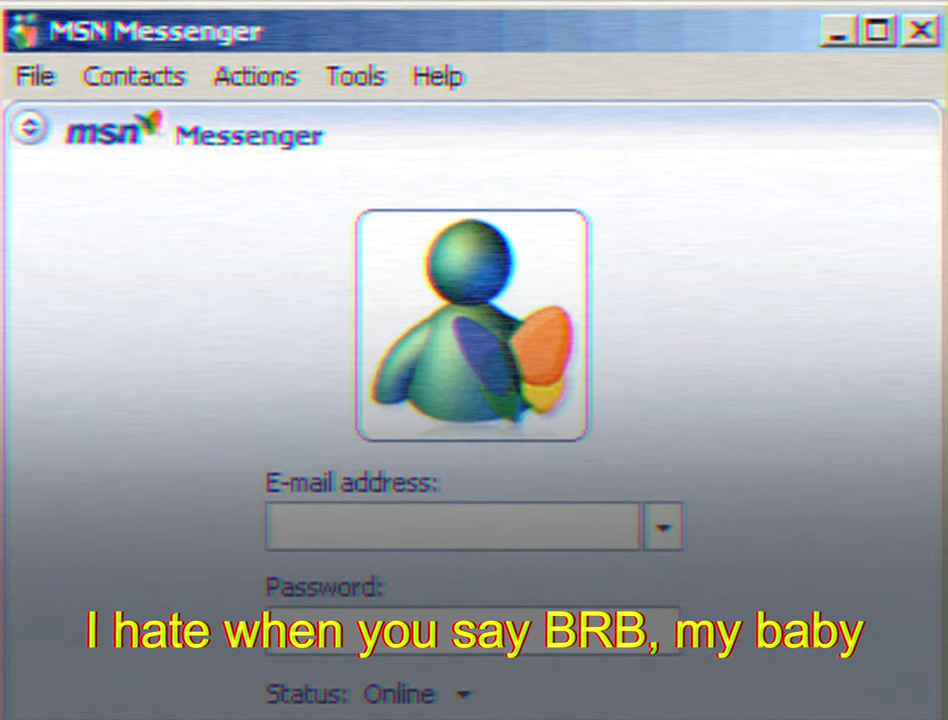 MSN Messenger
File Contacts Actions Tools Help
msn Messenger
E-mail address:
Password:
I hate when you say BRB, my baby
Status: Online